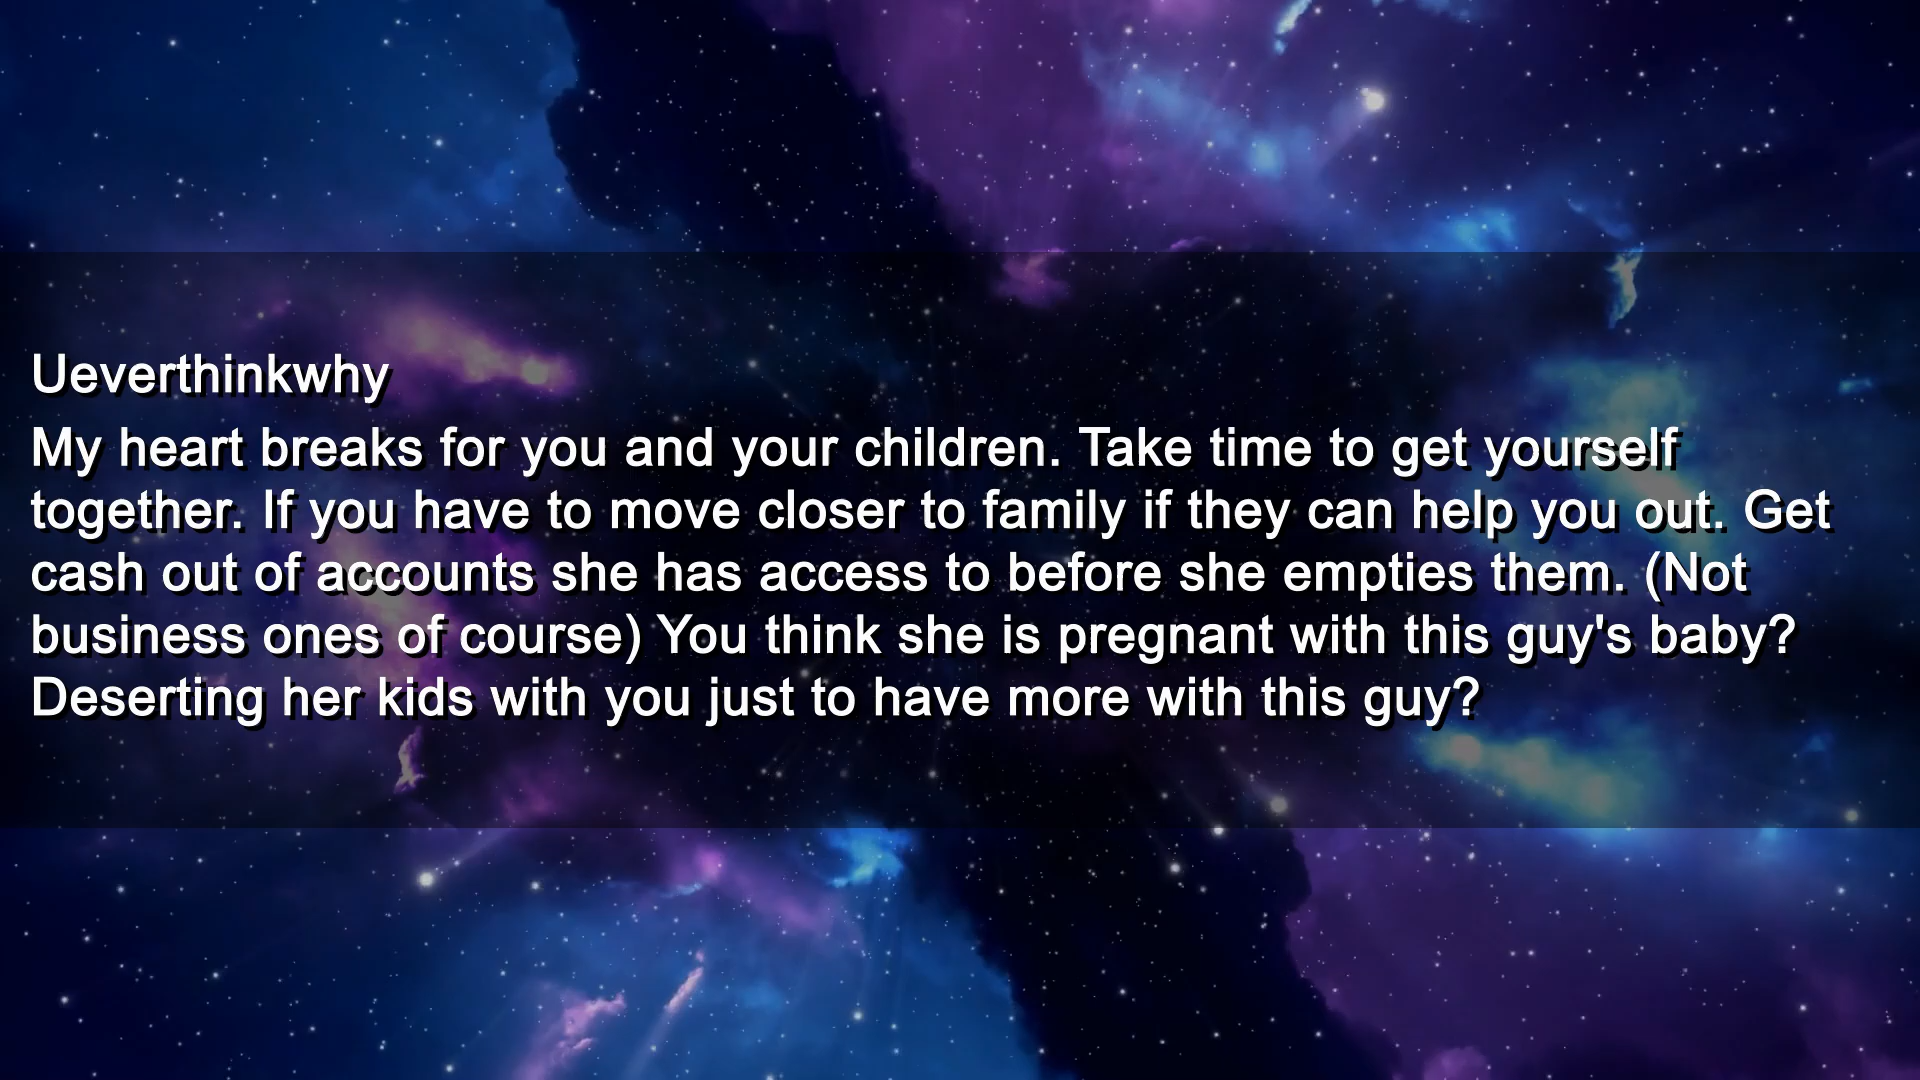 Ueverthinkwhy
My heart breaks for you and your children. Take time to get yourself
together. If you have to move closer to family if they can help you out. Get
cash out of accounts she has access to before she empties them. (Not
business ones of course) You think she is pregnant with this guy's baby?
Deserting her kids with you just to have more with this guy?